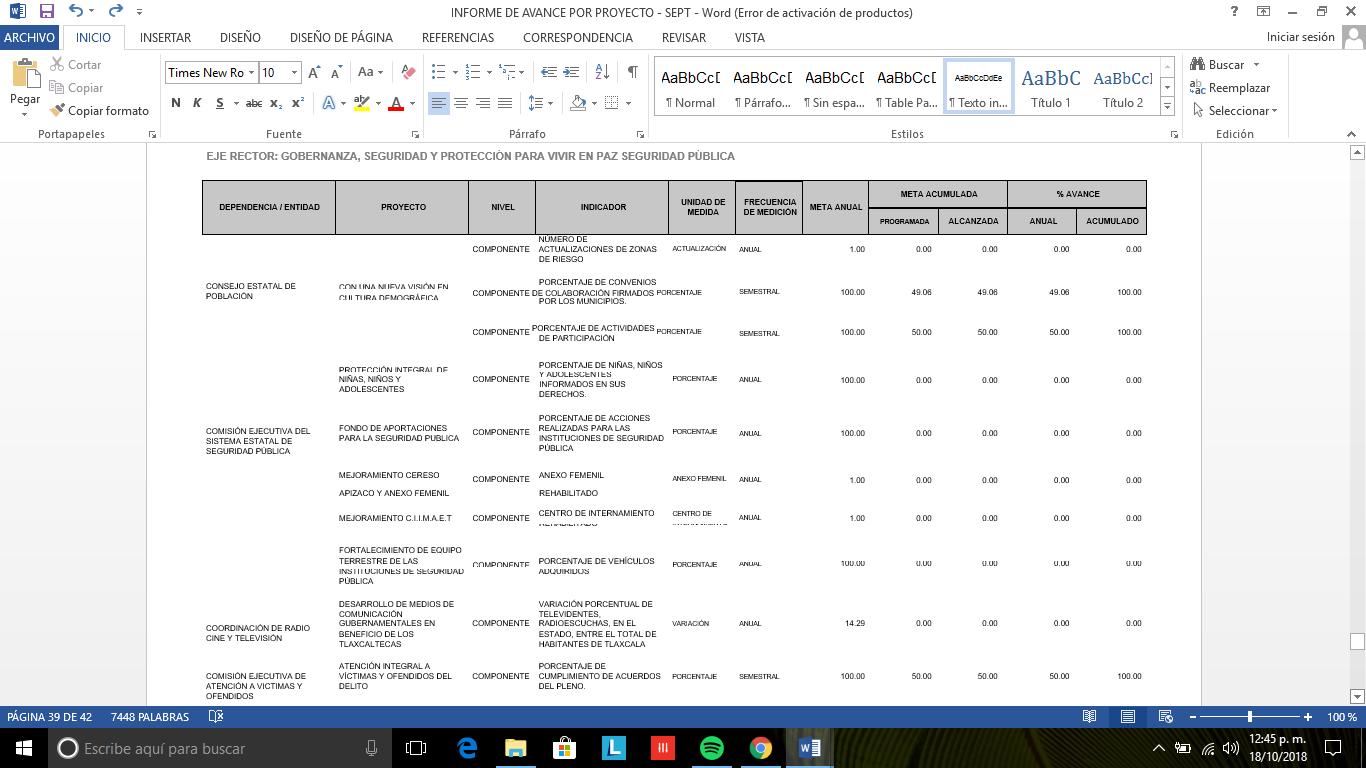 INFORME DE AVANCE POR PROYECTO - SEPT - Word (Error de activación de productos)
ARCHIVO INICIO INSERTAR DISEÑO DISEÑO DE PÁGINA REFERENCIAS CORRESPONDENCIA REVISAR VISTA Iniciar sesión
Pegar
Cortar
Copiar
Copiar formato
Portapapeles
Times New Ro 10
N K S abc x₂ x²
Fuente
Párrafo
AaBbCcI AaBbCcI AaBbCcI AaBbCcI AaBbCcDdEe AaBbC AaBbCcI
¶ Normal ¶ Párrafo... ¶ Sin espa... ¶ Table Pa... ¶ Texto in... Título 1 Título 2
Estilos
Buscar
Reemplazar
Seleccionar
Edición
EJE RECTOR: GOBERNANZA, SEGURIDAD Y PROTECCIÓN PARA VIVIR EN PAZ SEGURIDAD PÚBLICA
DEPENDENCIA / ENTIDAD PROYECTO NIVEL INDICADOR UNIDAD DE MEDIDA FRECUENCIA DE MEDICIÓN META ANUAL META ACUMULADA % AVANCE
PROGRAMADA ALCANZADA ANUAL ACUMULADO
COMPONENTE NÚMERO DE ACTUALIZACIONES DE ZONAS DE RIESGO ACTUALIZACIÓN ANUAL 1.00 0.00 0.00 0.00 0.00
CONSEJO ESTATAL DE POBLACIÓN CON UNA NUEVA VISIÓN EN CULTURA DEMOGRÁFICA COMPONENTE PORCENTAJE DE CONVENIOS DE COLABORACIÓN FIRMADOS POR LOS MUNICIPIOS. PORCENTAJE SEMESTRAL 100.00 49.06 49.06 49.06 100.00
COMPONENTE PORCENTAJE DE ACTIVIDADES DE PARTICIPACIÓN PORCENTAJE SEMESTRAL 100.00 50.00 50.00 50.00 100.00
PROTECCIÓN INTEGRAL DE NIÑAS, NIÑOS Y ADOLESCENTES COMPONENTE PORCENTAJE DE NIÑAS, NIÑOS Y ADOLESCENTES INFORMADOS EN SUS DERECHOS. PORCENTAJE ANUAL 100.00 0.00 0.00 0.00 0.00
COMISIÓN EJECUTIVA DEL SISTEMA ESTATAL DE SEGURIDAD PÚBLICA FONDO DE APORTACIONES PARA LA SEGURIDAD PUBLICA COMPONENTE PORCENTAJE DE ACCIONES REALIZADAS PARA LAS INSTITUCIONES DE SEGURIDAD PÚBLICA PORCENTAJE ANUAL 100.00 0.00 0.00 0.00 0.00
MEJORAMIENTO CERESO APIZACO Y ANEXO FEMENIL COMPONENTE ANEXO FEMENIL REHABILITADO ANEXO FEMENIL ANUAL 1.00 0.00 0.00 0.00 0.00
MEJORAMIENTO C.I.I.M.A.E.T COMPONENTE CENTRO DE INTERNAMIENTO REHABILITADO CENTRO DE ANUAL 1.00 0.00 0.00 0.00 0.00
FORTALECIMIENTO DE EQUIPO TERRESTRE DE LAS INSTITUCIONES DE SEGURIDAD PÚBLICA COMPONENTE PORCENTAJE DE VEHÍCULOS ADQUIRIDOS PORCENTAJE ANUAL 100.00 0.00 0.00 0.00 0.00
COORDINACIÓN DE RADIO CINE Y TELEVISIÓN DESARROLLO DE MEDIOS DE COMUNICACIÓN GUBERNAMENTALES EN BENEFICIO DE LOS TLAXCALTECAS COMPONENTE VARIACIÓN PORCENTUAL DE TELEVIDENTES, RADIOESCUCHAS, EN EL ESTADO, ENTRE EL TOTAL DE HABITANTES DE TLAXCALA VARIACIÓN ANUAL 14.29 0.00 0.00 0.00 0.00
COMISIÓN EJECUTIVA DE ATENCIÓN A VICTIMAS Y OFENDIDOS ATENCIÓN INTEGRAL A VÍCTIMAS Y OFENDIDOS DEL DELITO COMPONENTE PORCENTAJE DE CUMPLIMIENTO DE ACUERDOS DEL PLENO. PORCENTAJE SEMESTRAL 100.00 50.00 50.00 50.00 100.00
PÁGINA 39 DE 42 7448 PALABRAS 100 %
Escribe aquí para buscar
12:45 p. m.
18/10/2018